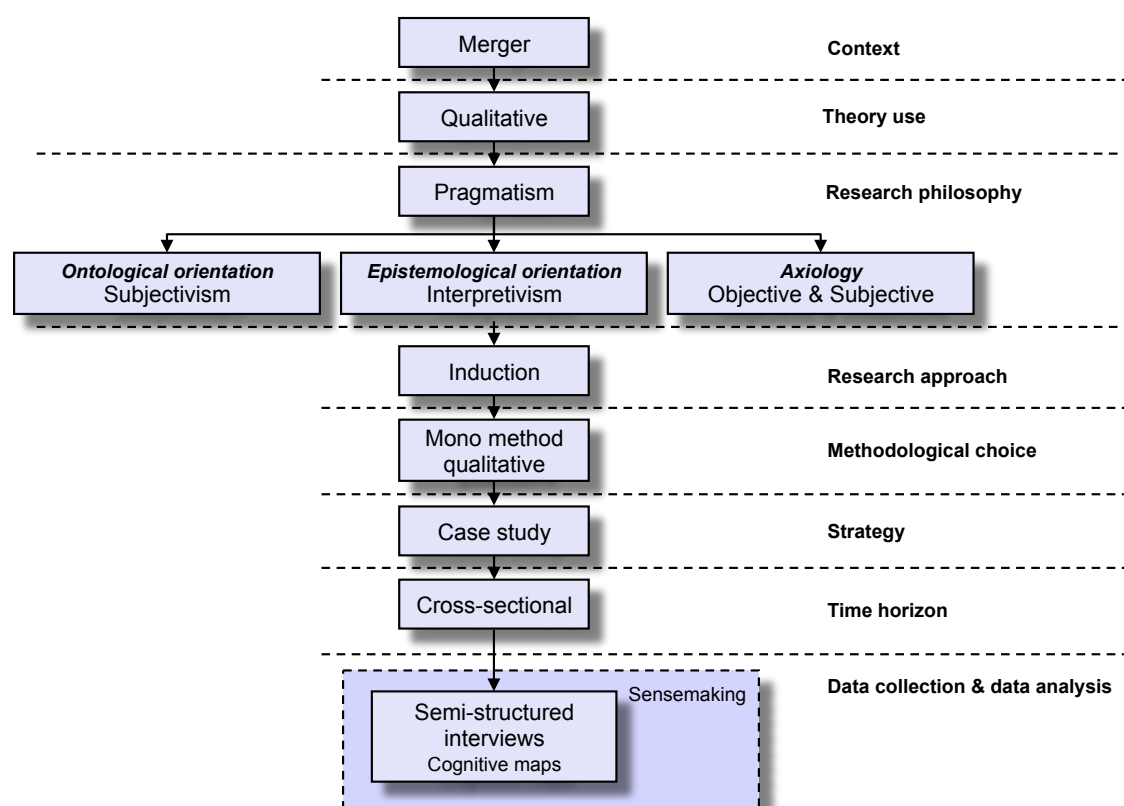 Merger
Context
Qualitative
Theory use
Pragmatism
Research philosophy
Ontological orientation
Subjectivism
Epistemological orientation
Interpretivism
Axiology
Objective & Subjective
Induction
Research approach
Mono method
qualitative
Methodological choice
Case study
Strategy
Cross-sectional
Time horizon
Data collection & data analysis
Sensemaking
Semi-structured
interviews
Cognitive maps